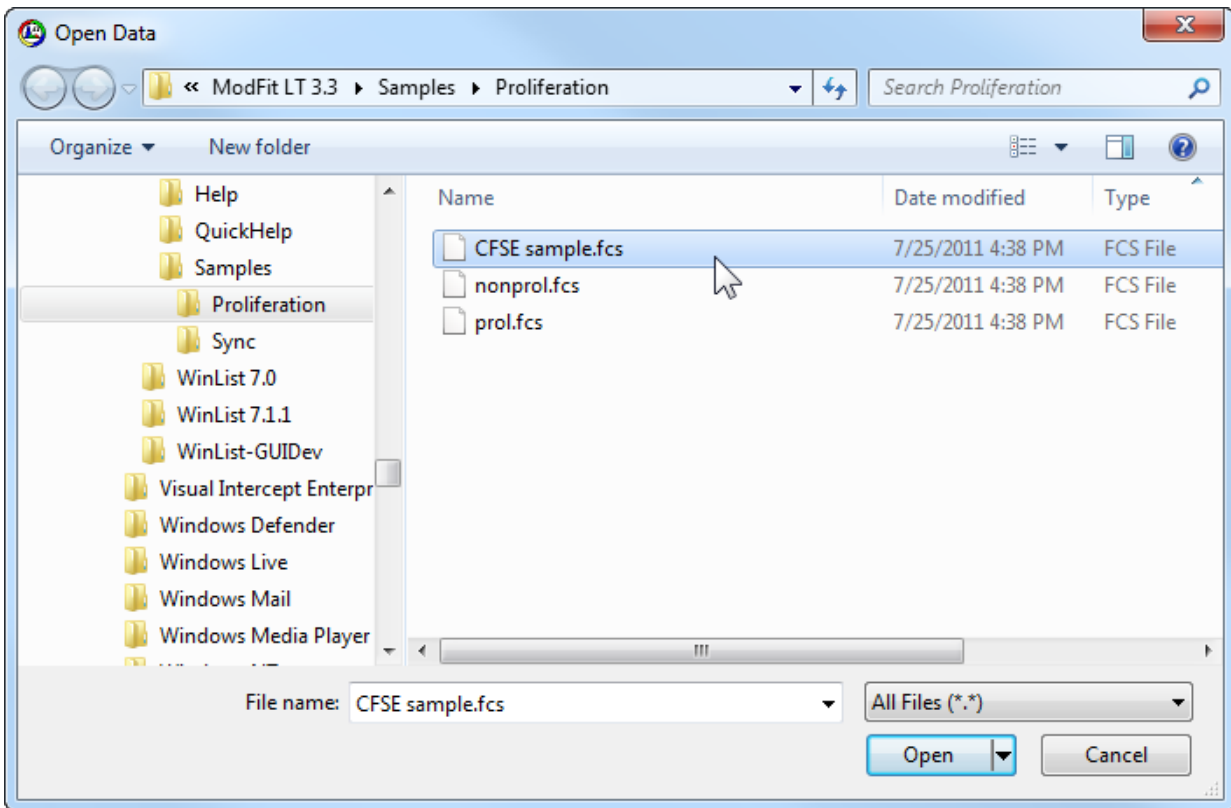 Open Data
« ModFit LT 3.3 Samples Proliferation Search Proliferation
Organize New folder
Help
QuickHelp
Samples
Proliferation
Sync
WinList 7.0
WinList 7.1.1
WinList-GUIDev
Visual Intercept Enterpr
Windows Defender
Windows Live
Windows Mail
Windows Media Player
Name Date modified Type
CFSE sample.fcs 7/25/2011 4:38 PM FCS File
nonprol.fcs 7/25/2011 4:38 PM FCS File
prol.fcs 7/25/2011 4:38 PM FCS File
File name: CFSE sample.fcs All Files (*.*)
Open Cancel